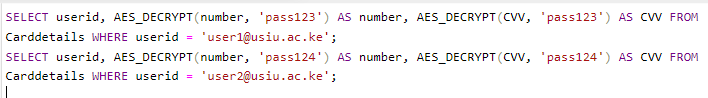 SELECT userid, AES_DECRYPT(number, 'pass123') AS number, AES_DECRYPT(CVV, 'pass123') AS CVV FROM
Carddetails WHERE userid = 'user1@usiu.ac.ke';
SELECT userid, AES_DECRYPT(number, 'pass124') AS number, AES_DECRYPT(CVV, 'pass124') AS CVV FROM
Carddetails WHERE userid = 'user2@usiu.ac.ke';